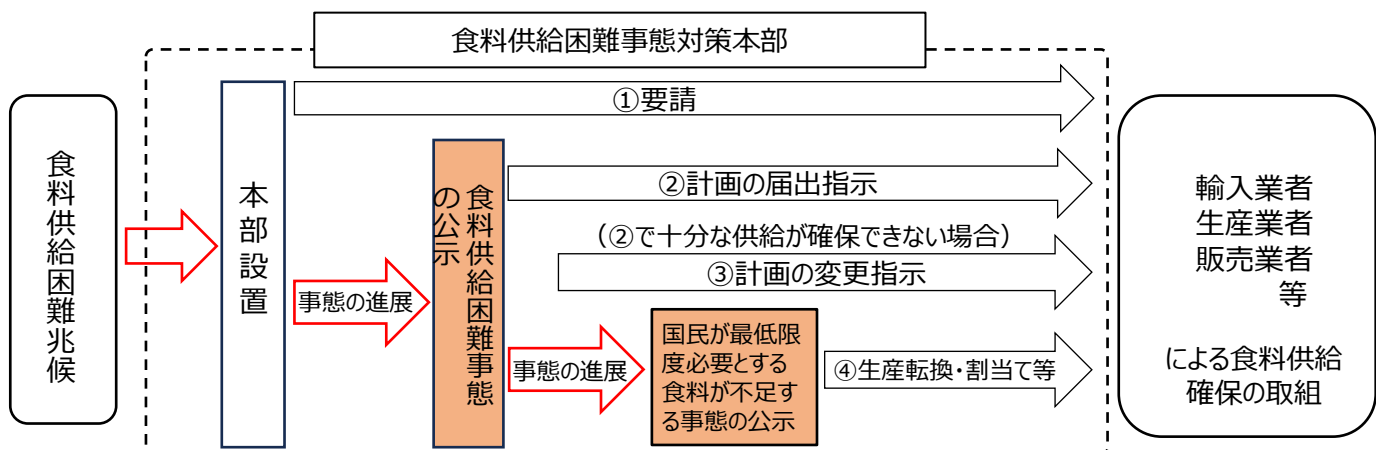 食料供給困難事態対策本部
食料供給困難兆候
本部設置
①要請
事態の進展
食料供給困難事態
の公示
②計画の届出指示
（②で十分な供給が確保できない場合）
③計画の変更指示
事態の進展
国民が最低限
度必要とする
食料が不足す
る事態の公示
④生産転換・割当て等
輸入業者
生産業者
販売業者
等
による食料供給
確保の取組